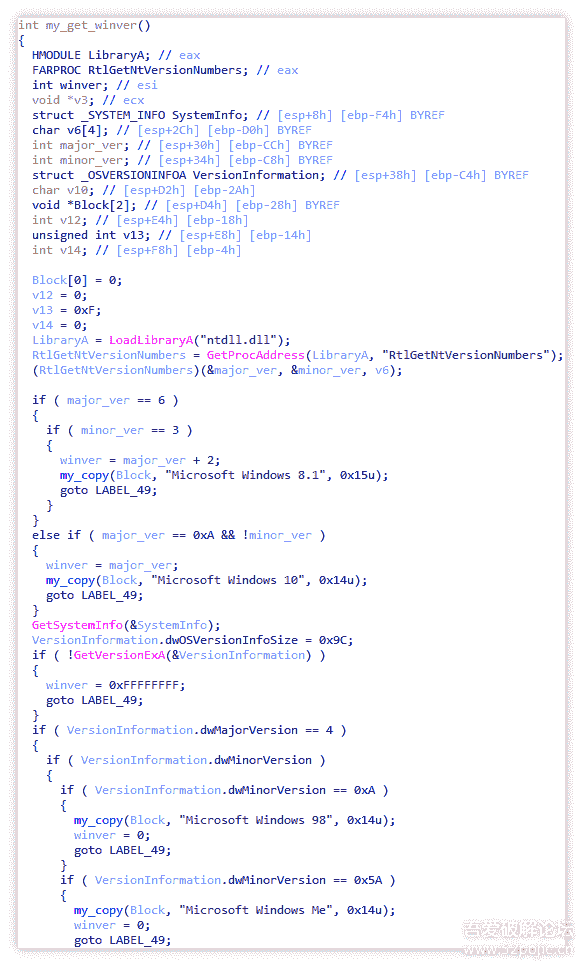 int my_get_winver()
{
  HMODULE LibraryA; // eax
  FARPROC RtlGetNtVersionNumbers; // eax
  int winver; // esi
  void *v3; // ecx
  struct _SYSTEM_INFO SystemInfo; // [esp+8h] [ebp-F4h] BYREF
  char v6[4]; // [esp+2Ch] [ebp-D0h] BYREF
  int major_ver; // [esp+30h] [ebp-CCh] BYREF
  int minor_ver; // [esp+34h] [ebp-C8h] BYREF
  struct _OSVERSIONINFOA VersionInformation; // [esp+38h] [ebp-C4h] BYREF
  char v10; // [esp+D2h] [ebp-2Ah]
  void *Block[2]; // [esp+D4h] [ebp-28h] BYREF
  int v12; // [esp+E4h] [ebp-18h]
  unsigned int v13; // [esp+E8h] [ebp-14h]
  int v14; // [esp+F8h] [ebp-4h]

  Block[0] = 0;
  v12 = 0;
  v13 = 0xF;
  v14 = 0;
  LibraryA = LoadLibraryA("ntdll.dll");
  RtlGetNtVersionNumbers = GetProcAddress(LibraryA, "RtlGetNtVersionNumbers");
  (RtlGetNtVersionNumbers)(&major_ver, &minor_ver, v6);

  if ( major_ver == 6 )
  {
    if ( minor_ver == 3 )
    {
      winver = major_ver + 2;
      my_copy(Block, "Microsoft Windows 8.1", 0x15u);
      goto LABEL_49;
    }
  }
  else if ( major_ver == 0xA && !minor_ver )
  {
    winver = major_ver;
    my_copy(Block, "Microsoft Windows 10", 0x14u);
    goto LABEL_49;
  }
  GetSystemInfo(&SystemInfo);
  VersionInformation.dwOSVersionInfoSize = 0x9C;
  if ( !GetVersionExA(&VersionInformation) )
  {
    winver = 0xFFFFFFFF;
    goto LABEL_49;
  }
  if ( VersionInformation.dwMajorVersion == 4 )
  {
    if ( VersionInformation.dwMinorVersion )
    {
      if ( VersionInformation.dwMinorVersion == 0xA )
      {
        my_copy(Block, "Microsoft Windows 98", 0x14u);
        winver = 0;
        goto LABEL_49;
      }
      if ( VersionInformation.dwMinorVersion == 0x5A )
      {
        my_copy(Block, "Microsoft Windows Me", 0x14u);
        winver = 0;
        goto LABEL_49;
吾爱破解论坛
www.52pojie.cn